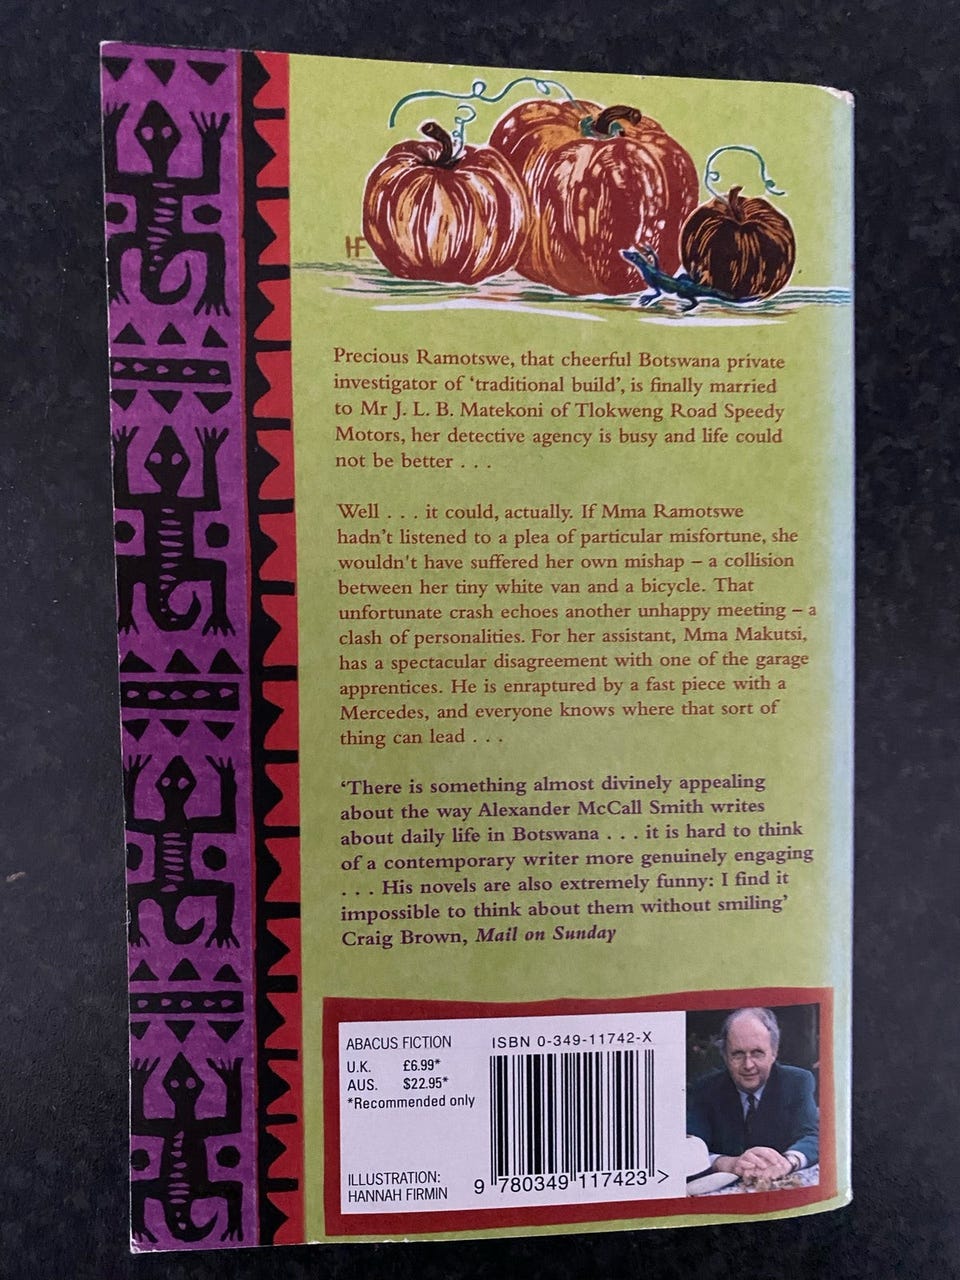 HF
Precious Ramotswe, that cheerful Botswana private
investigator of ‘traditional build’, is finally married
to Mr J. L. B. Matekoni of Tlokweng Road Speedy
Motors, her detective agency is busy and life could
not be better . . .
Well . . . it could, actually. If Mma Ramotswe
hadn't listened to a plea of particular misfortune, she
wouldn't have suffered her own mishap – a collision
between her tiny white van and a bicycle. That
unfortunate crash echoes another unhappy meeting – a
clash of personalities. For her assistant, Mma Makutsi,
has a spectacular disagreement with one of the garage
apprentices. He is enraptured by a fast piece with a
Mercedes, and everyone knows where that sort of
thing can lead . . .
‘There is something almost divinely appealing
about the way Alexander McCall Smith writes
about daily life in Botswana . . . it is hard to think
of a contemporary writer more genuinely engaging
. . . His novels are also extremely funny: I find it
impossible to think about them without smiling’
Craig Brown, Mail on Sunday
ABACUS FICTION
U.K. £6.99*
AUS. $22.95*
*Recommended only
ILLUSTRATION:
HANNAH FIRMIN
ISBN 0-349-11742-X
9 780349 117423 >